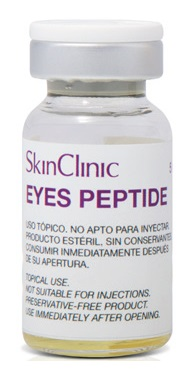 SkinClinic
5
EYES PEPTIDE
USO TÓPICO. NO APTO PARA INYECTAR.
PRODUCTO ESTÉRIL, SIN CONSERVANTES
CONSUMIR INMEDIATAMENTE DESPUÉS
DE SU APERTURA.
TOPICAL USE.
NOT SUITABLE FOR INJECTIONS.
PRESERVATIVE-FREE PRODUCT.
USE IMMEDIATELY AFTER OPENING.